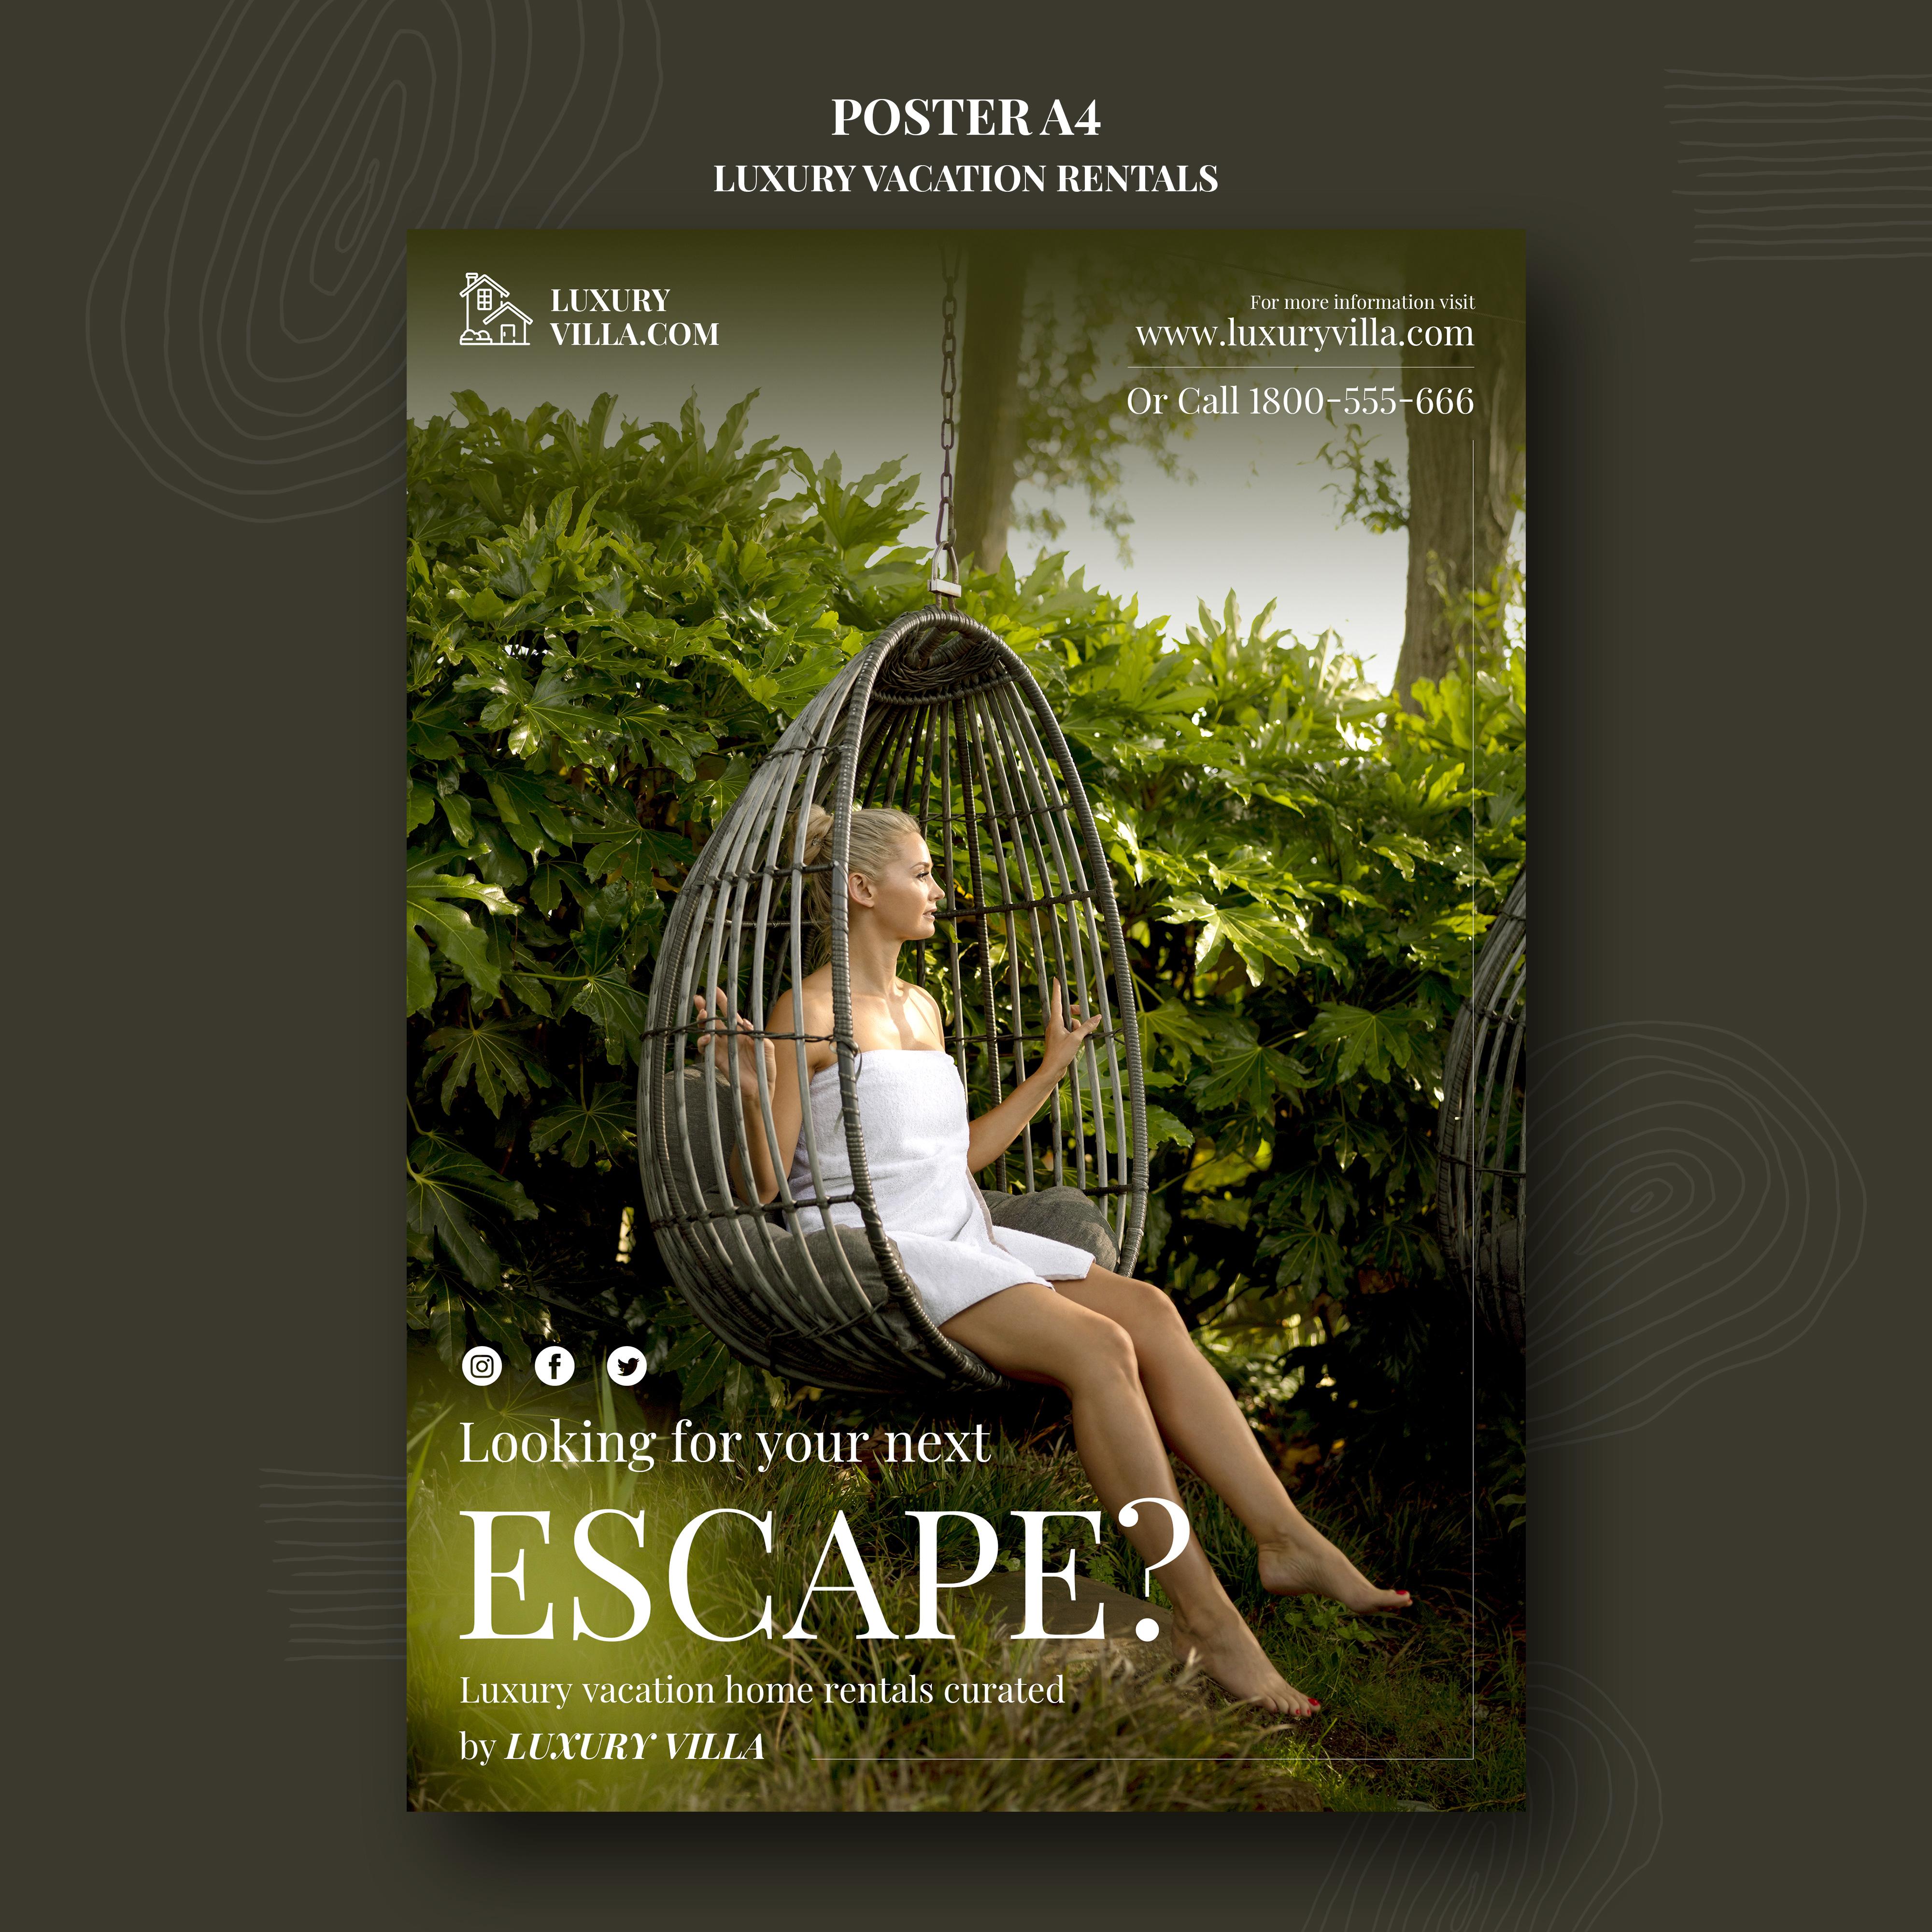 POSTER A4
LUXURY VACATION RENTALS
LUXURY
VILLA.COM
For more information visit
www.luxuryvilla.com
Or Call 1800-555-666
Looking for your next
ESCAPE?
Luxury vacation home rentals curated
by LUXURY VILLA